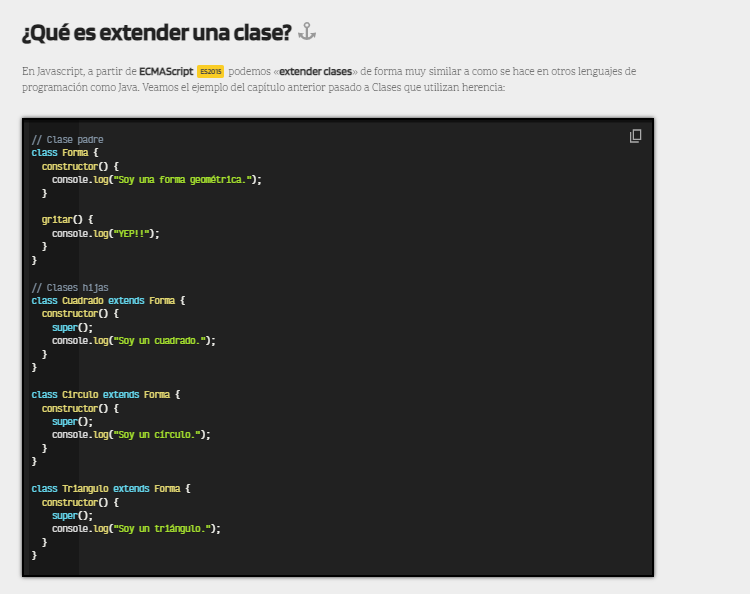 ¿Qué es extender una clase?
En Javascript, a partir de ECMAScript ES2015 podemos «extender clases» de forma muy similar a como se hace en otros lenguajes de
programación como Java. Veamos el ejemplo del capítulo anterior pasado a Clases que utilizan herencia:
// Clase padre
class Forma {
  constructor() {
    console.log("Soy una forma geométrica.");
  }

  gritar() {
    console.log("YEP!!");
  }
}

// Clases hijas
class Cuadrado extends Forma {
  constructor() {
    super();
    console.log("Soy un cuadrado.");
  }
}

class Circulo extends Forma {
  constructor() {
    super();
    console.log("Soy un círculo.");
  }
}

class Triangulo extends Forma {
  constructor() {
    super();
    console.log("Soy un triángulo.");
  }
}